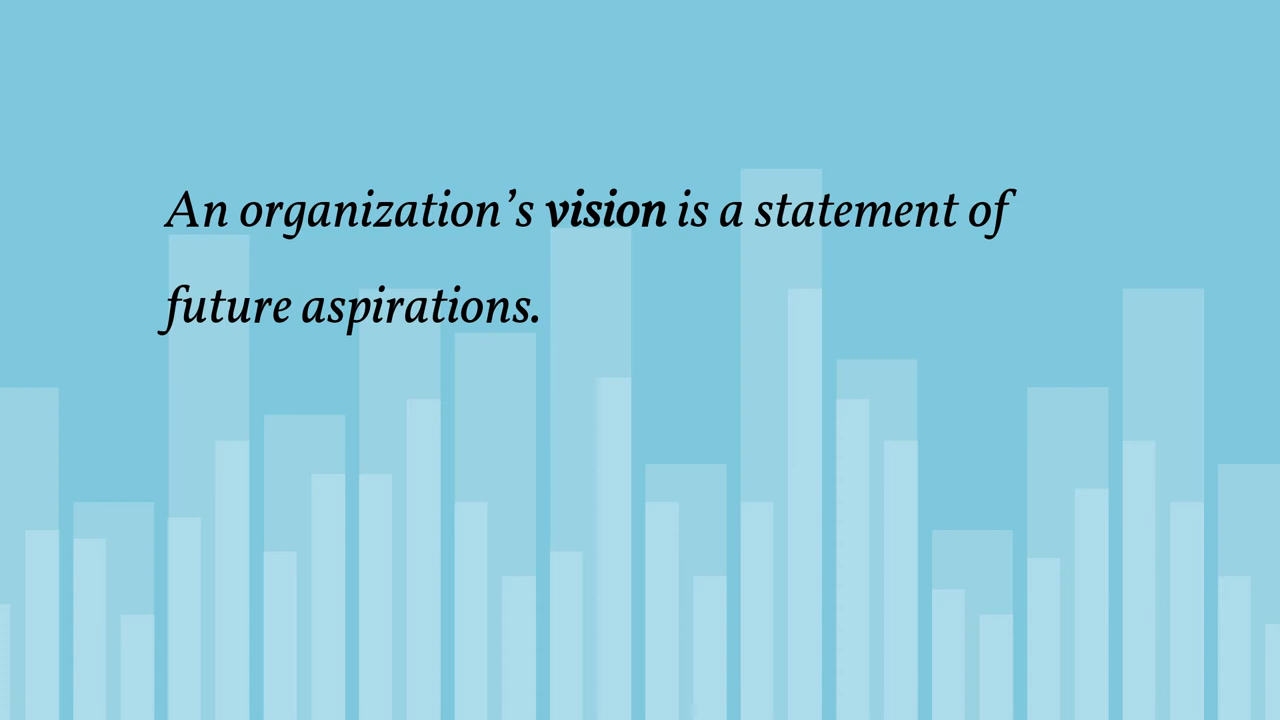 An organization’s vision is a statement of
future aspirations.